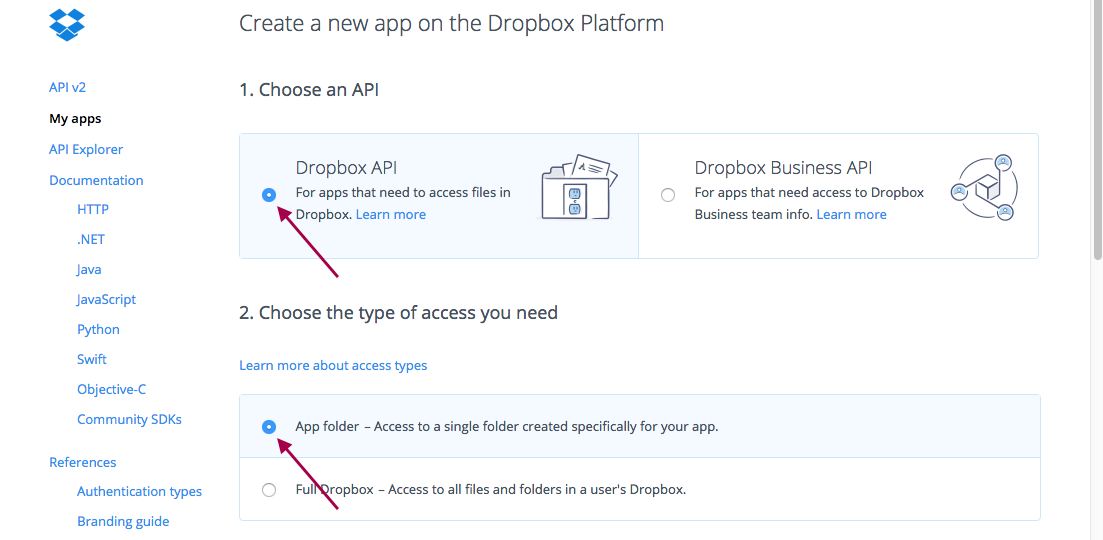 Create a new app on the Dropbox Platform
API v2
My apps
API Explorer
Documentation
HTTP
.NET
Java
JavaScript
Python
Swift
Objective-C
Community SDKs
References
Authentication types
Branding guide
1. Choose an API
Dropbox API
For apps that need to access files in
Dropbox. Learn more
Dropbox Business API
For apps that need access to Dropbox
Business team info. Learn more
2. Choose the type of access you need
Learn more about access types
App folder – Access to a single folder created specifically for your app.
Full Dropbox – Access to all files and folders in a user's Dropbox.